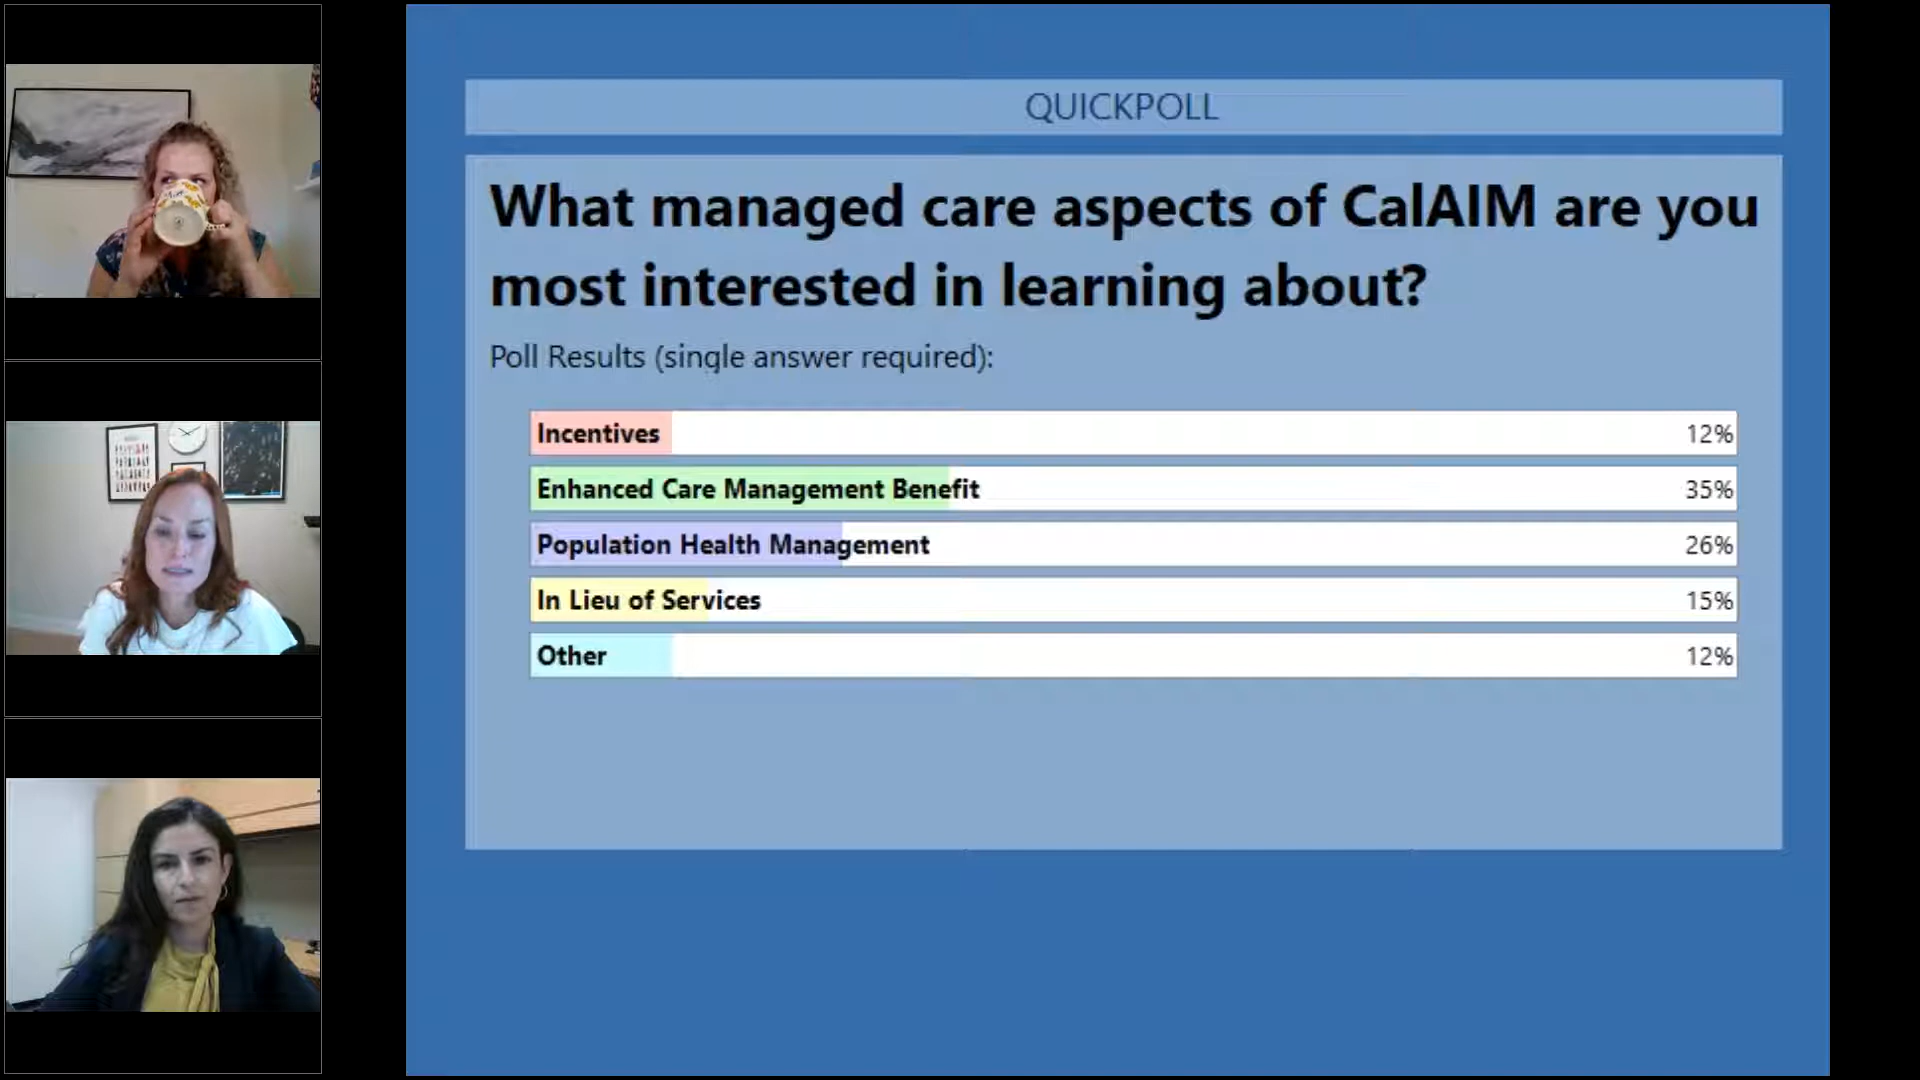 QUICKPOLL
What managed care aspects of CalAIM are you
most interested in learning about?
Poll Results (single answer required):
Incentives 12%
Enhanced Care Management Benefit 35%
Population Health Management 26%
In Lieu of Services 15%
Other 12%